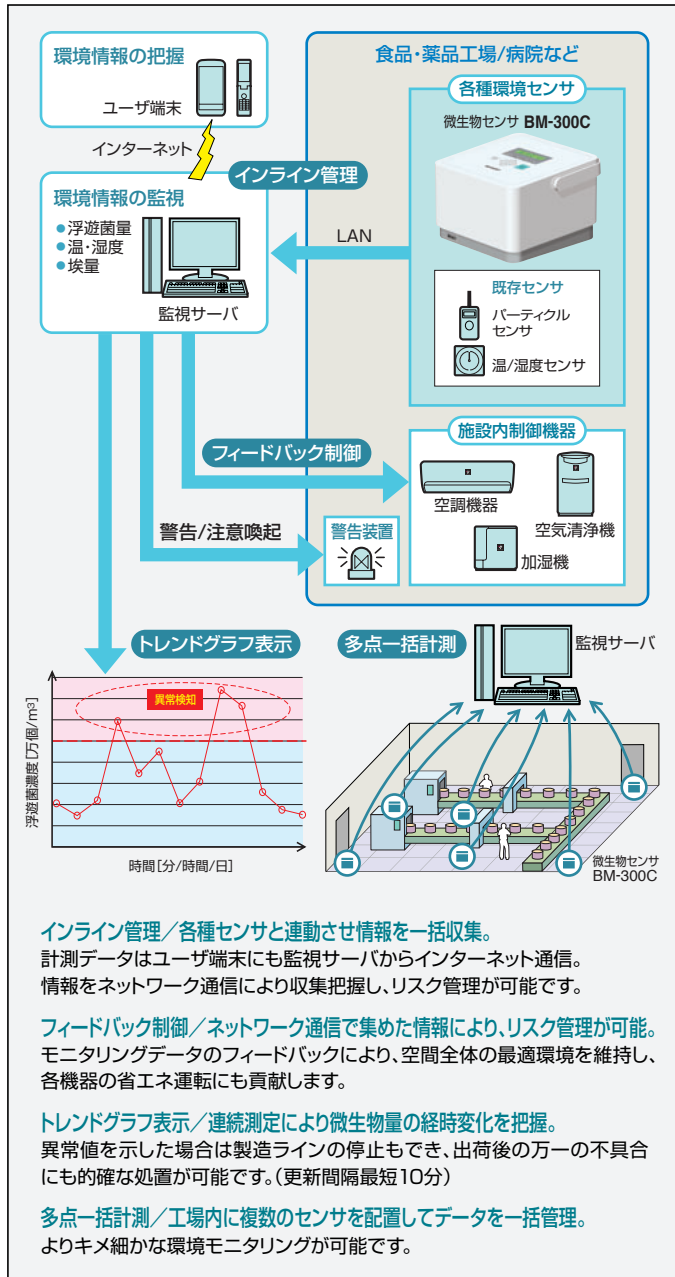 環境情報の把握
ユーザ端末
インターネット
環境情報の監視
●浮遊菌量
●温・湿度
●埃量
監視サーバ
インライン管理
食品・薬品工場/病院など
各種環境センサ
微生物センサ BM-300C
LAN
既存センサ
パーティクル
センサ
温/湿度センサ
フィードバック制御
施設内制御機器
空調機器
空気清浄機
加湿機
警告/注意喚起
警告装置
トレンドグラフ表示
異常検知
浮遊菌濃度[万個/m³]
時間[分/時間/日]
多点一括計測
監視サーバ
微生物センサ
BM-300C
インライン管理／各種センサと連動させ情報を一括収集。
計測データはユーザ端末にも監視サーバからインターネット通信。
情報をネットワーク通信により収集把握し、リスク管理が可能です。
フィードバック制御／ネットワーク通信で集めた情報により、リスク管理が可能。
モニタリングデータのフィードバックにより、空間全体の最適環境を維持し、
各機器の省エネ運転にも貢献します。
トレンドグラフ表示／連続測定により微生物量の経時変化を把握。
異常値を示した場合は製造ラインの停止もでき、出荷後の万一の不具合
にも的確な処置が可能です。（更新間隔最短10分）
多点一括計測／工場内に複数のセンサを配置してデータを一括管理。
よりキメ細かな環境モニタリングが可能です。